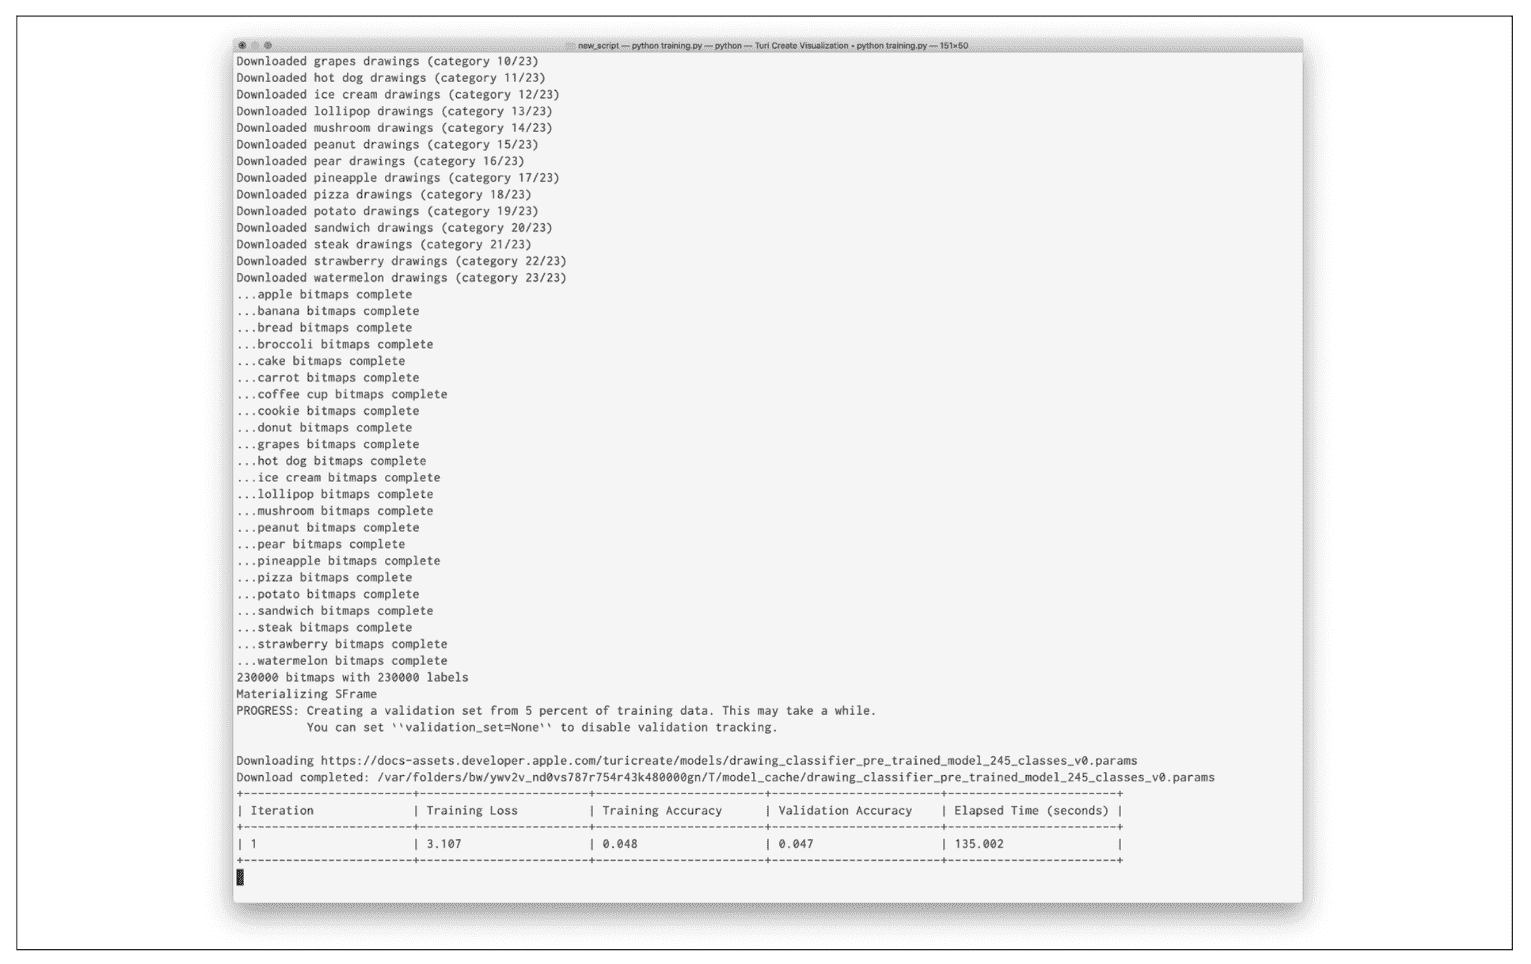 new_script — python training.py — python — Turi Create Visualization • python training.py — 151×50
Downloaded grapes drawings (category 10/23)
Downloaded hot dog drawings (category 11/23)
Downloaded ice cream drawings (category 12/23)
Downloaded lollipop drawings (category 13/23)
Downloaded mushroom drawings (category 14/23)
Downloaded peanut drawings (category 15/23)
Downloaded pear drawings (category 16/23)
Downloaded pineapple drawings (category 17/23)
Downloaded pizza drawings (category 18/23)
Downloaded potato drawings (category 19/23)
Downloaded sandwich drawings (category 20/23)
Downloaded steak drawings (category 21/23)
Downloaded strawberry drawings (category 22/23)
Downloaded watermelon drawings (category 23/23)
...apple bitmaps complete
...banana bitmaps complete
...bread bitmaps complete
...broccoli bitmaps complete
...cake bitmaps complete
...carrot bitmaps complete
...coffee cup bitmaps complete
...cookie bitmaps complete
...donut bitmaps complete
...grapes bitmaps complete
...hot dog bitmaps complete
...ice cream bitmaps complete
...lollipop bitmaps complete
...mushroom bitmaps complete
...peanut bitmaps complete
...pear bitmaps complete
...pineapple bitmaps complete
...pizza bitmaps complete
...potato bitmaps complete
...sandwich bitmaps complete
...steak bitmaps complete
...strawberry bitmaps complete
...watermelon bitmaps complete
230000 bitmaps with 230000 labels
Materializing SFrame
PROGRESS: Creating a validation set from 5 percent of training data. This may take a while.
          You can set ``validation_set=None`` to disable validation tracking.

Downloading https://docs-assets.developer.apple.com/turicreate/models/drawing_classifier_pre_trained_model_245_classes_v0.params
Download completed: /var/folders/bw/ywv2v_nd0vs787r754r43k480000gn/T/model_cache/drawing_classifier_pre_trained_model_245_classes_v0.params
+------------------------+------------------------+------------------------+------------------------+------------------------+
| Iteration              | Training Loss          | Training Accuracy      | Validation Accuracy    | Elapsed Time (seconds) |
+------------------------+------------------------+------------------------+------------------------+------------------------+
| 1                      | 3.107                  | 0.048                  | 0.047                  | 135.002                |
+------------------------+------------------------+------------------------+------------------------+------------------------+